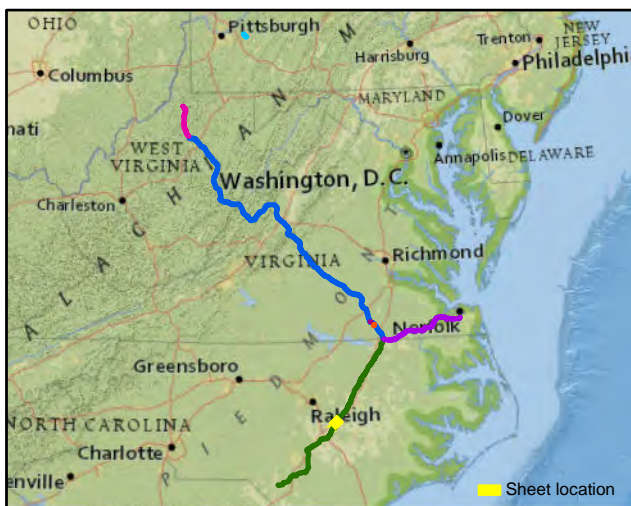 OHIO
Pittsburgh
NEW
JERSEY
Trenton
Harrisburg
Philadelphia
Columbus
MARYLAND
nati
Dover
WEST
VIRGINIA
Annapolis
DELAWARE
Washington, D.C.
Charleston
A P P A L A C H I A N M
VIRGINIA
Richmond
Norfolk
P I E D M O N T
Greensboro
Raleigh
NORTH CAROLINA
Charlotte
enville
Sheet location